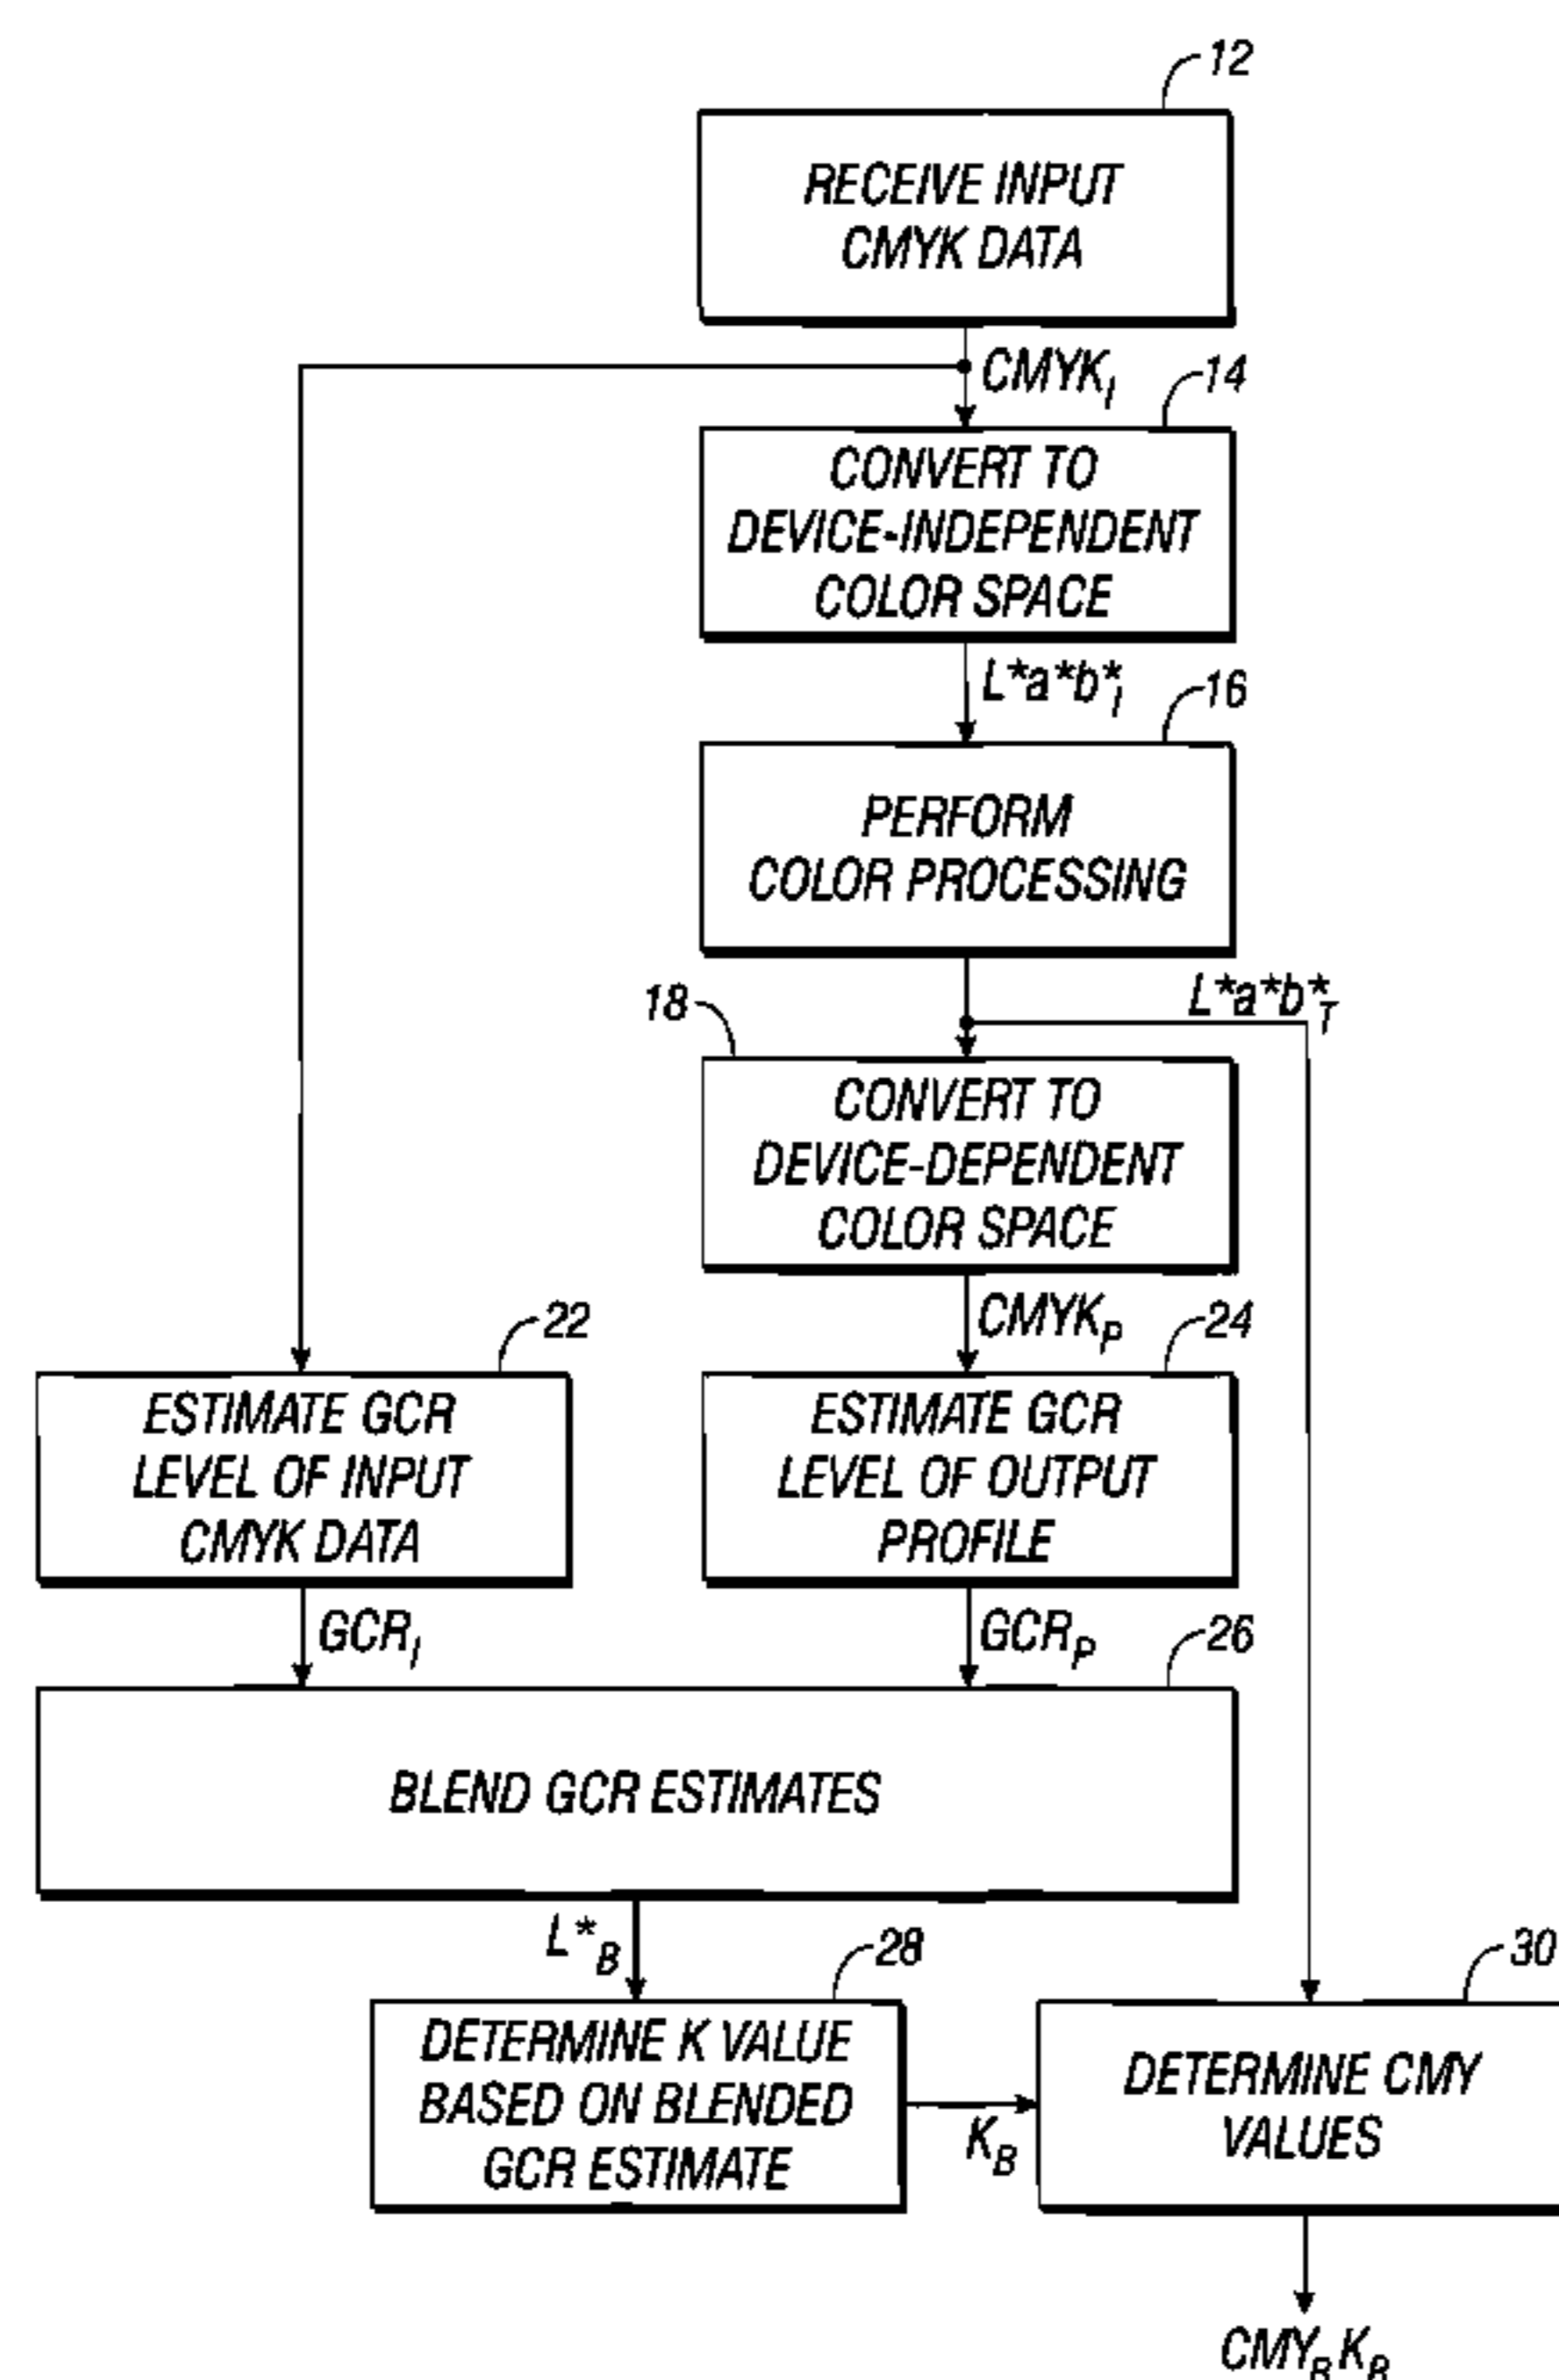 12
RECEIVE INPUT
CMYK DATA
CMYK_I
14
CONVERT TO
DEVICE-INDEPENDENT
COLOR SPACE
L*a*b*_I
16
PERFORM
COLOR PROCESSING
L*a*b*_T
18
CONVERT TO
DEVICE-DEPENDENT
COLOR SPACE
CMYK_P
22
ESTIMATE GCR
LEVEL OF INPUT
CMYK DATA
24
ESTIMATE GCR
LEVEL OF OUTPUT
PROFILE
GCR_I
GCR_P
26
BLEND GCR ESTIMATES
L*_B
28
DETERMINE K VALUE
BASED ON BLENDED
GCR ESTIMATE
K_B
30
DETERMINE CMY
VALUES
CMY_B K_B